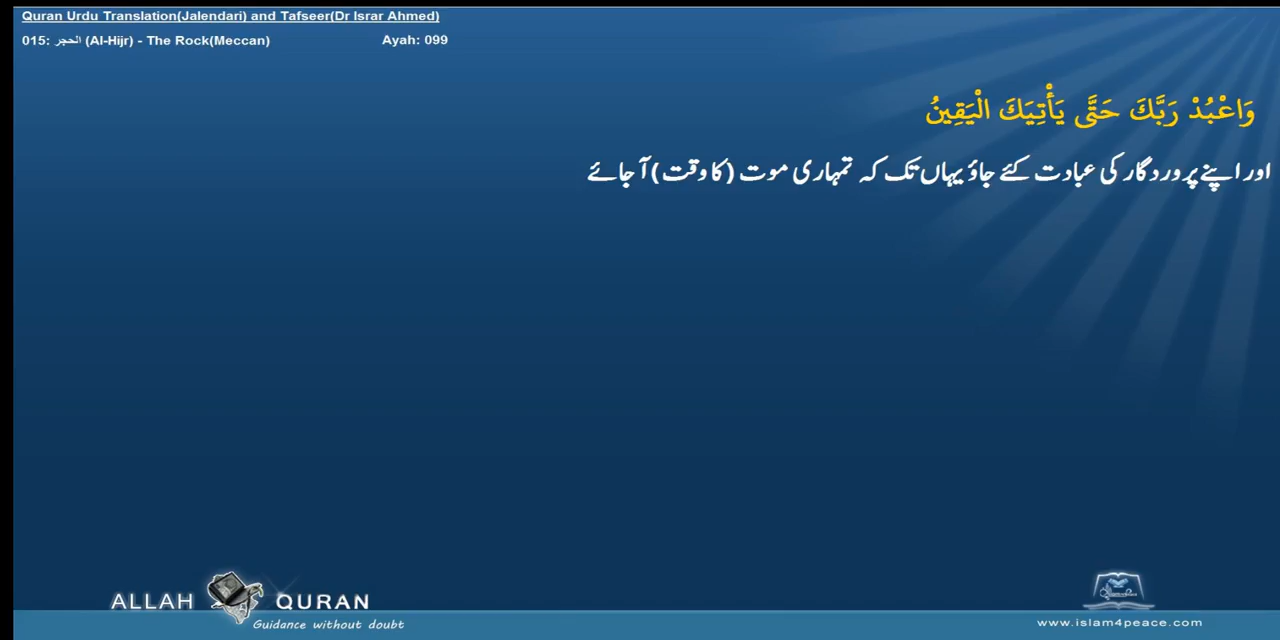 Quran Urdu Translation(Jalendari) and Tafseer(Dr Israr Ahmed)
015: الحجر (Al-Hijr) - The Rock(Meccan) Ayah: 099
وَاعْبُدْ رَبَّكَ حَتَّى يَأْتِيَكَ الْيَقِينُ
اور اپنے پروردگار کی عبادت کئے جاؤ یہاں تک کہ تمہاری موت (کا وقت) آ جائے
ALLAH QURAN
Guidance without doubt
www.islam4peace.com